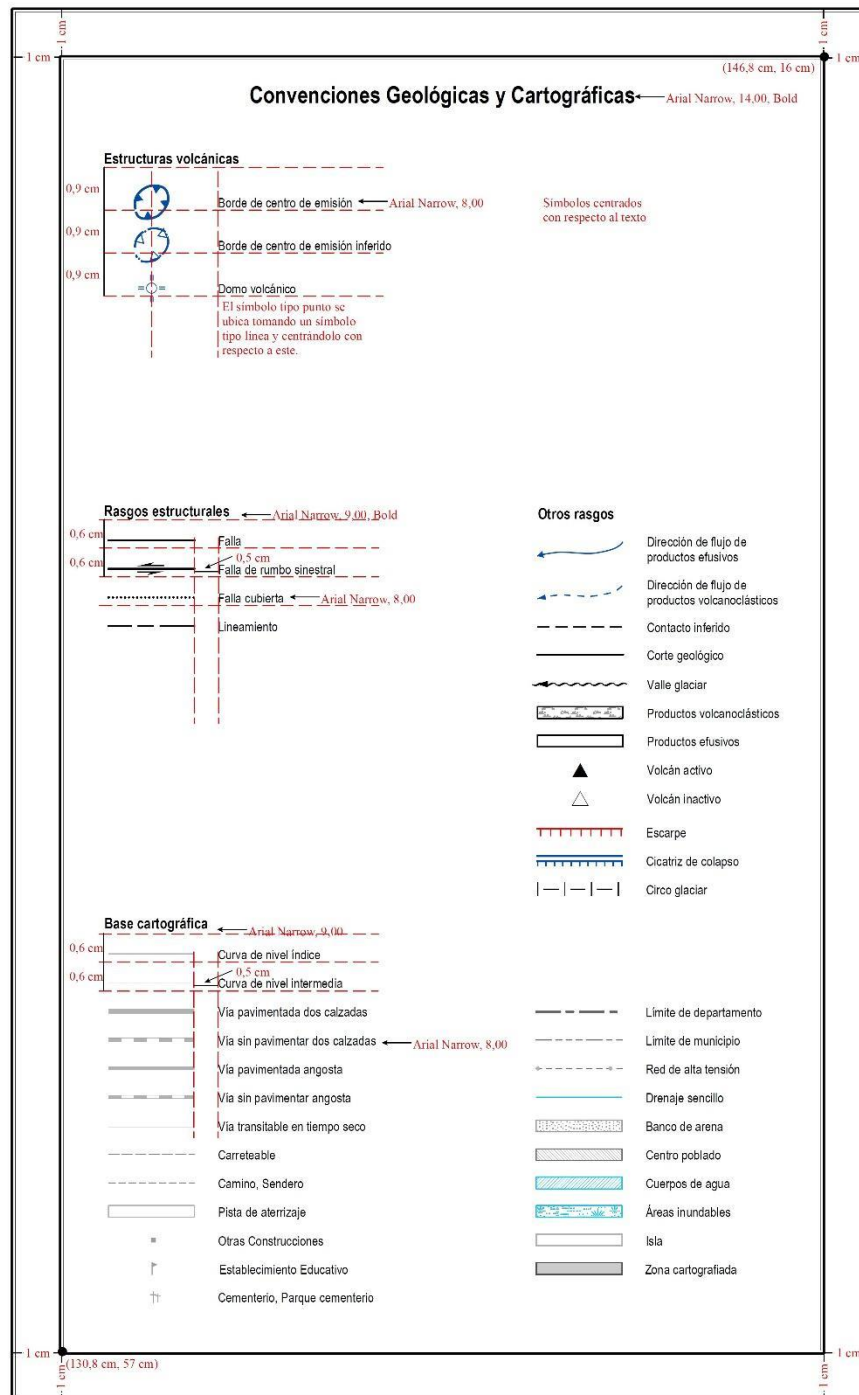 1 cm
1 cm
1 cm
1 cm
(146,8 cm, 16 cm)
Convenciones Geológicas y Cartográficas
Arial Narrow, 14,00, Bold
Estructuras volcánicas
0,9 cm
Borde de centro de emisión
Arial Narrow, 8,00
Símbolos centrados
con respecto al texto
0,9 cm
Borde de centro de emisión inferido
0,9 cm
Domo volcánico
El símbolo tipo punto se
ubica tomando un símbolo
tipo línea y centrándolo con
respecto a este.
Rasgos estructurales
Arial Narrow, 9,00, Bold
0,6 cm
Falla
0,6 cm
0,5 cm
Falla de rumbo sinestral
Falla cubierta
Arial Narrow, 8,00
Lineamiento
Otros rasgos
Dirección de flujo de
productos efusivos
Dirección de flujo de
productos volcanoclásticos
Contacto inferido
Corte geológico
Valle glaciar
Productos volcanoclásticos
Productos efusivos
Volcán activo
Volcán inactivo
Escarpe
Cicatriz de colapso
Circo glaciar
Base cartográfica
Arial Narrow, 9,00
0,6 cm
Curva de nivel índice
0,6 cm
0,5 cm
Curva de nivel intermedia
Vía pavimentada dos calzadas
Vía sin pavimentar dos calzadas
Arial Narrow, 8,00
Vía pavimentada angosta
Vía sin pavimentar angosta
Vía transitable en tiempo seco
Carreteable
Camino, Sendero
Pista de aterrizaje
Otras Construcciones
Establecimiento Educativo
Cementerio, Parque cementerio
Límite de departamento
Límite de municipio
Red de alta tensión
Drenaje sencillo
Banco de arena
Centro poblado
Cuerpos de agua
Áreas inundables
Isla
Zona cartografiada
1 cm
1 cm
(130,8 cm, 57 cm)
1 cm
1 cm